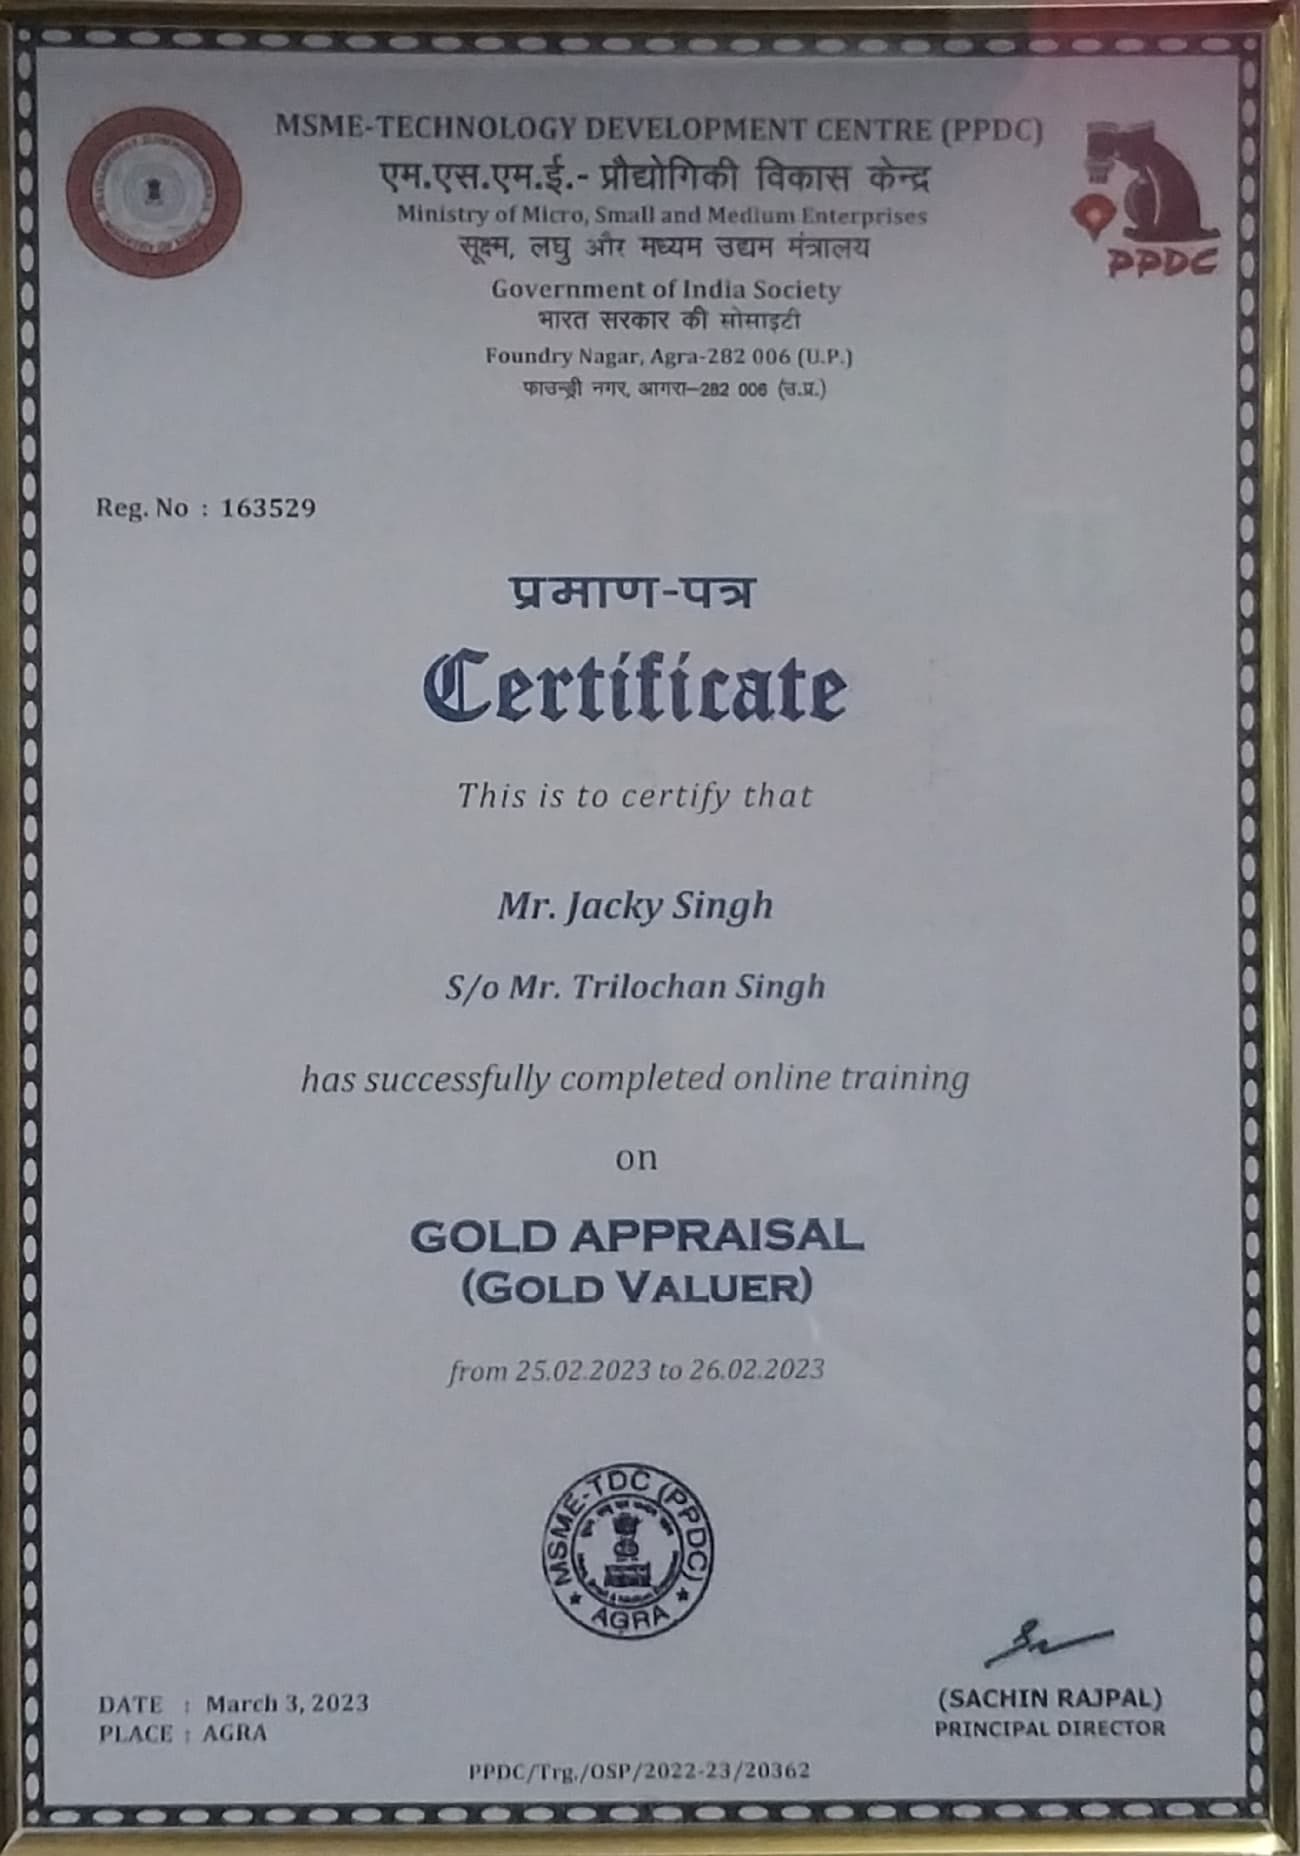 MSME-TECHNOLOGY DEVELOPMENT CENTRE (PPDC)
एम.एस.एम.ई.- प्रौद्योगिकी विकास केन्द्र
Ministry of Micro, Small and Medium Enterprises
सूक्ष्म, लघु और मध्यम उद्यम मंत्रालय
Government of India Society
भारत सरकार की सोसाइटी
Foundry Nagar, Agra-282 006 (U.P.)
फाउन्ड्री नगर, आगरा–282 006 (उ.प्र.)
PPDC
Reg. No : 163529
प्रमाण-पत्र
Certificate
This is to certify that
Mr. Jacky Singh
S/o Mr. Trilochan Singh
has successfully completed online training
on
GOLD APPRAISAL
(GOLD VALUER)
from 25.02.2023 to 26.02.2023
MSME-TDC (PPDC)
AGRA
(SACHIN RAJPAL)
PRINCIPAL DIRECTOR
DATE : March 3, 2023
PLACE : AGRA
PPDC/Trg./OSP/2022-23/20362